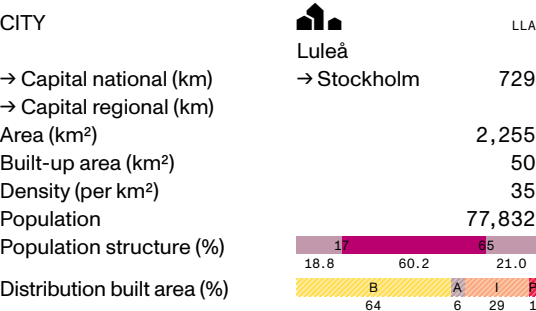 CITY LLA
Luleå
→ Capital national (km) → Stockholm 729
→ Capital regional (km)
Area (km²) 2,255
Built-up area (km²) 50
Density (per km²) 35
Population 77,832
Population structure (%) 17 65
18.8 60.2 21.0
Distribution built area (%) B A I P
64 6 29 1